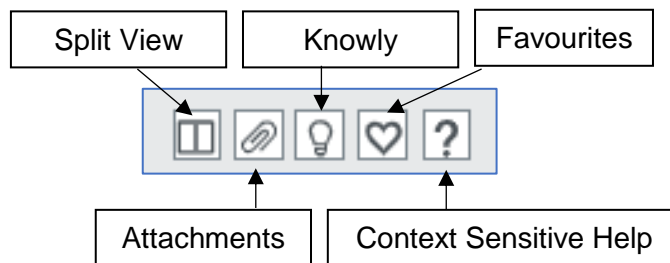 Split View
Knowly
Favourites
?
Attachments
Context Sensitive Help